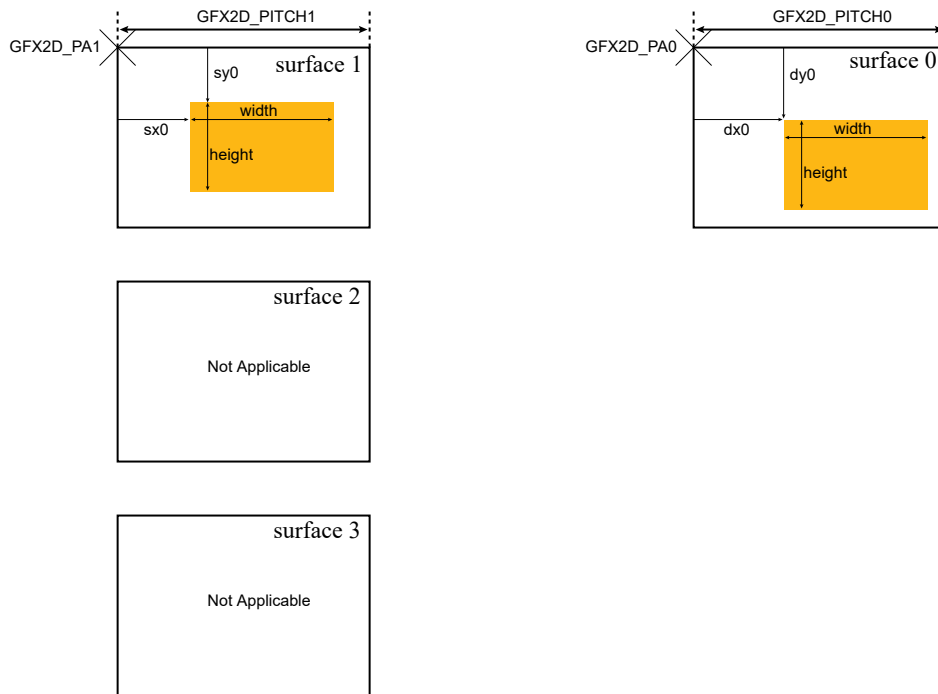 GFX2D_PITCH1
GFX2D_PA1
surface 1
sy0
width
sx0
height
GFX2D_PITCH0
GFX2D_PA0
surface 0
dy0
width
dx0
height
surface 2
Not Applicable
surface 3
Not Applicable